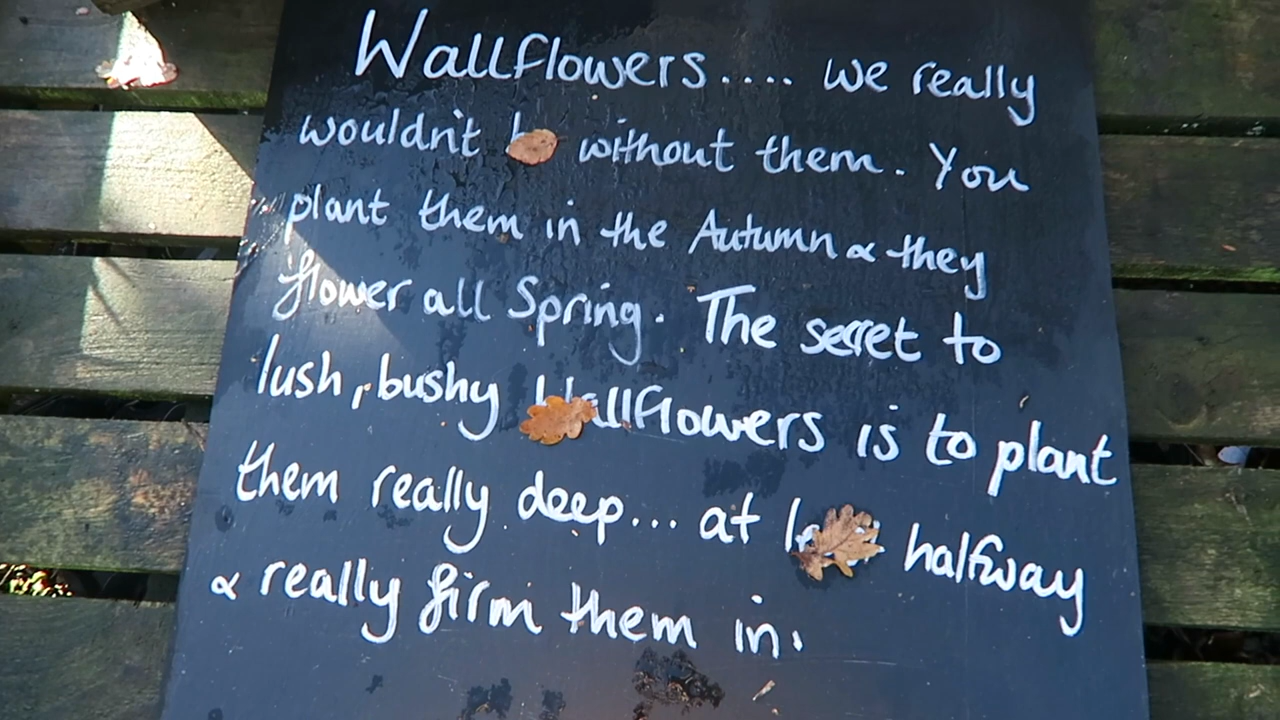 Wallflowers.... we really
wouldn't without them. You
plant them in the Autumn & they
flower all Spring. The secret to
lush, bushy Wallflowers is to plant
them really deep... at halfway
& really firm them in.